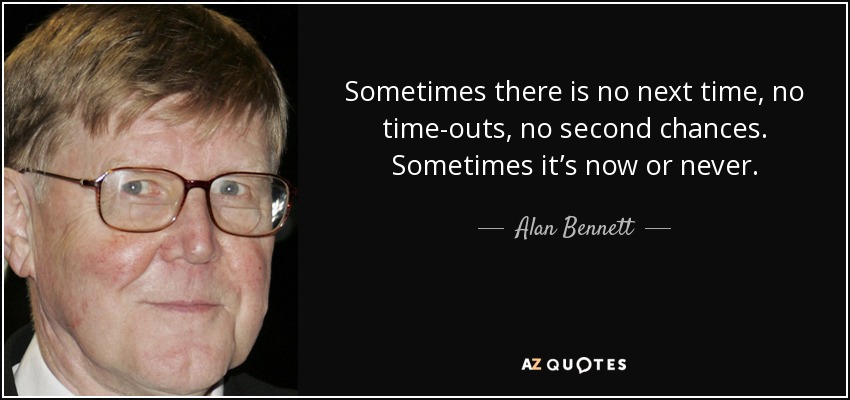 Sometimes there is no next time, no
time-outs, no second chances.
Sometimes it’s now or never.
— Alan Bennett —
AZ QUOTES